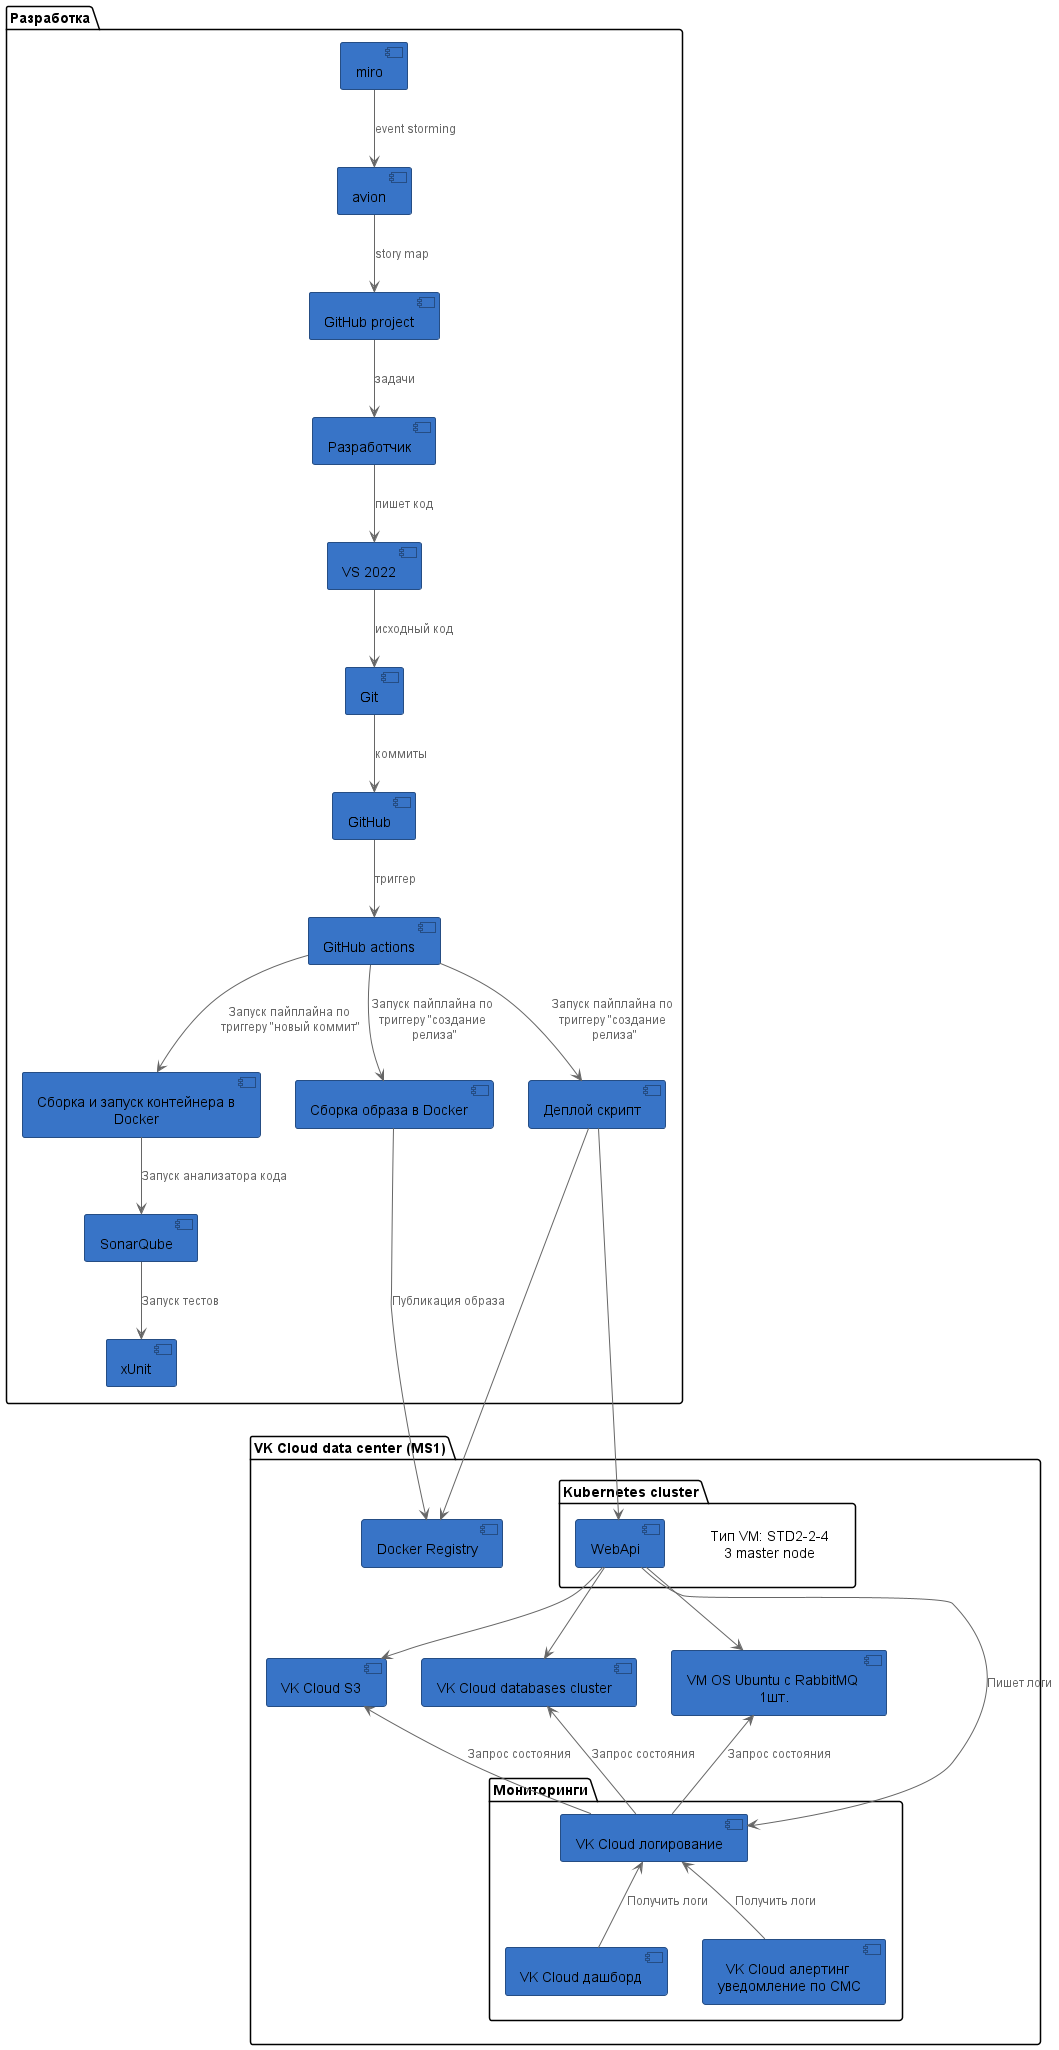 Разработка
miro
event storming
avion
story map
GitHub project
задачи
Разработчик
пишет код
VS 2022
исходный код
Git
коммиты
GitHub
триггер
GitHub actions
Запуск пайплайна по
триггеру "новый коммит"
Запуск пайплайна по
триггеру "создание
релиза"
Запуск пайплайна по
триггеру "создание
релиза"
Сборка и запуск контейнера в
Docker
Сборка образа в Docker
Деплой скрипт
Запуск анализатора кода
SonarQube
Запуск тестов
Публикация образа
xUnit
VK Cloud data center (MS1)
Kubernetes cluster
Docker Registry
WebApi
Тип VM: STD2-2-4
3 master node
VK Cloud S3
VK Cloud databases cluster
VM OS Ubuntu с RabbitMQ
1шт.
Пишет логи
Запрос состояния
Запрос состояния
Запрос состояния
Мониторинги
VK Cloud логирование
Получить логи
Получить логи
VK Cloud дашборд
VK Cloud алертинг
уведомление по СМС